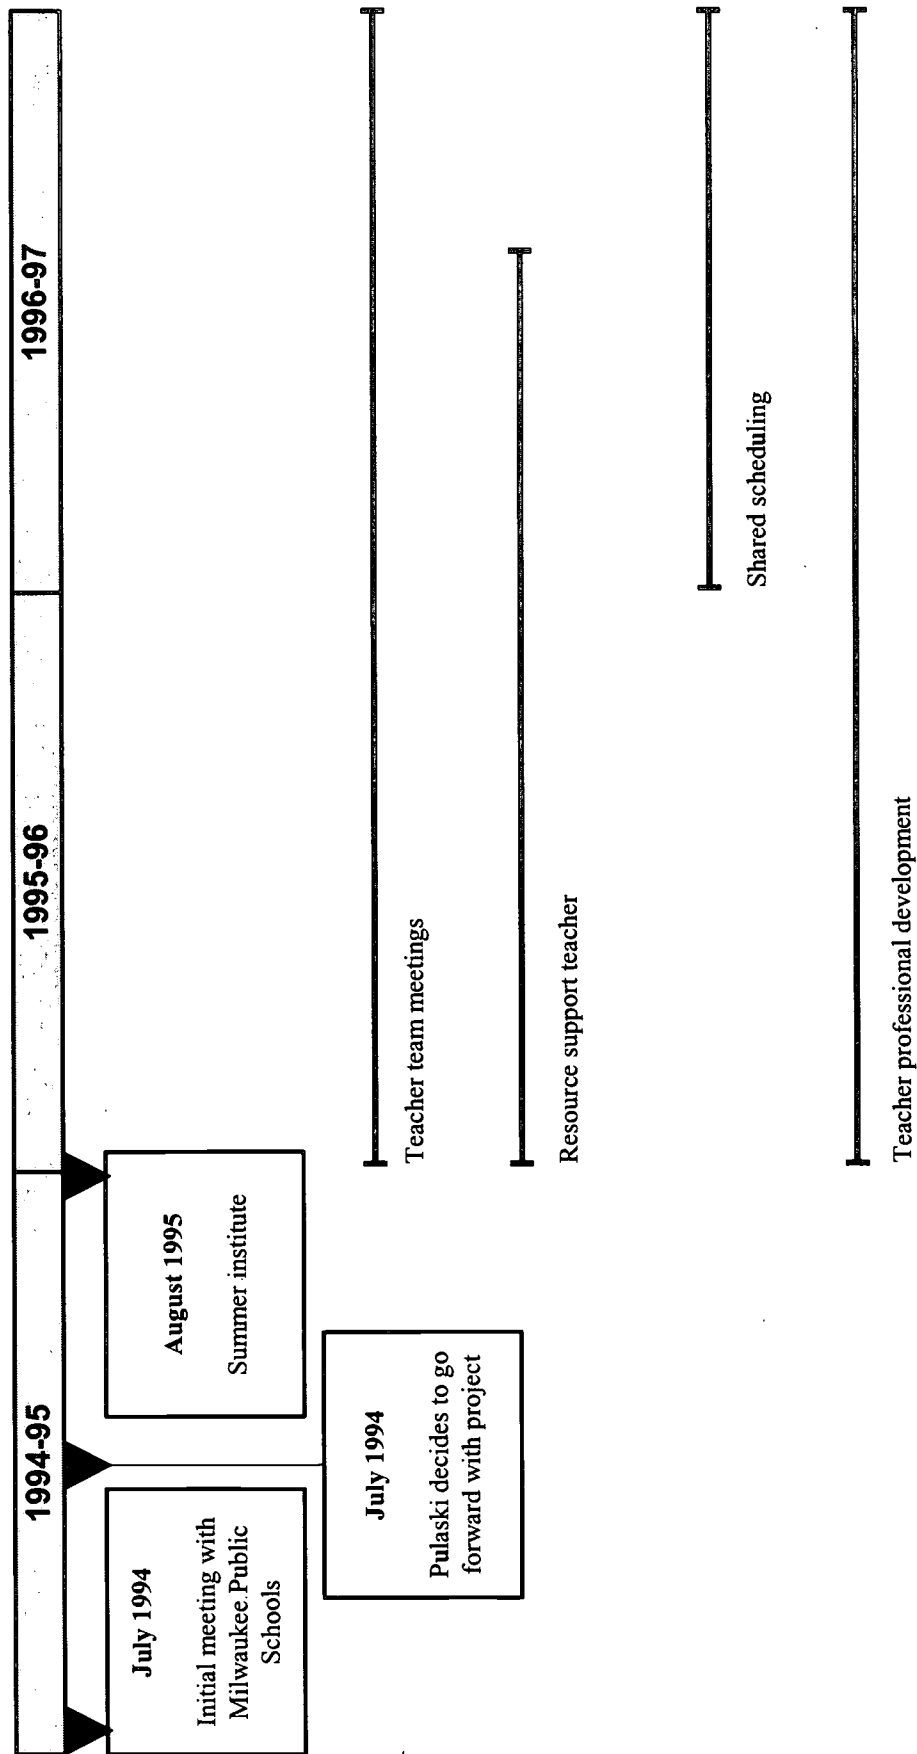 1994-95
1995-96
1996-97
July 1994
Initial meeting with
Milwaukee Public
Schools
August 1995
Summer institute
July 1994
Pulaski decides to go
forward with project
Teacher team meetings
Resource support teacher
Shared scheduling
Teacher professional development